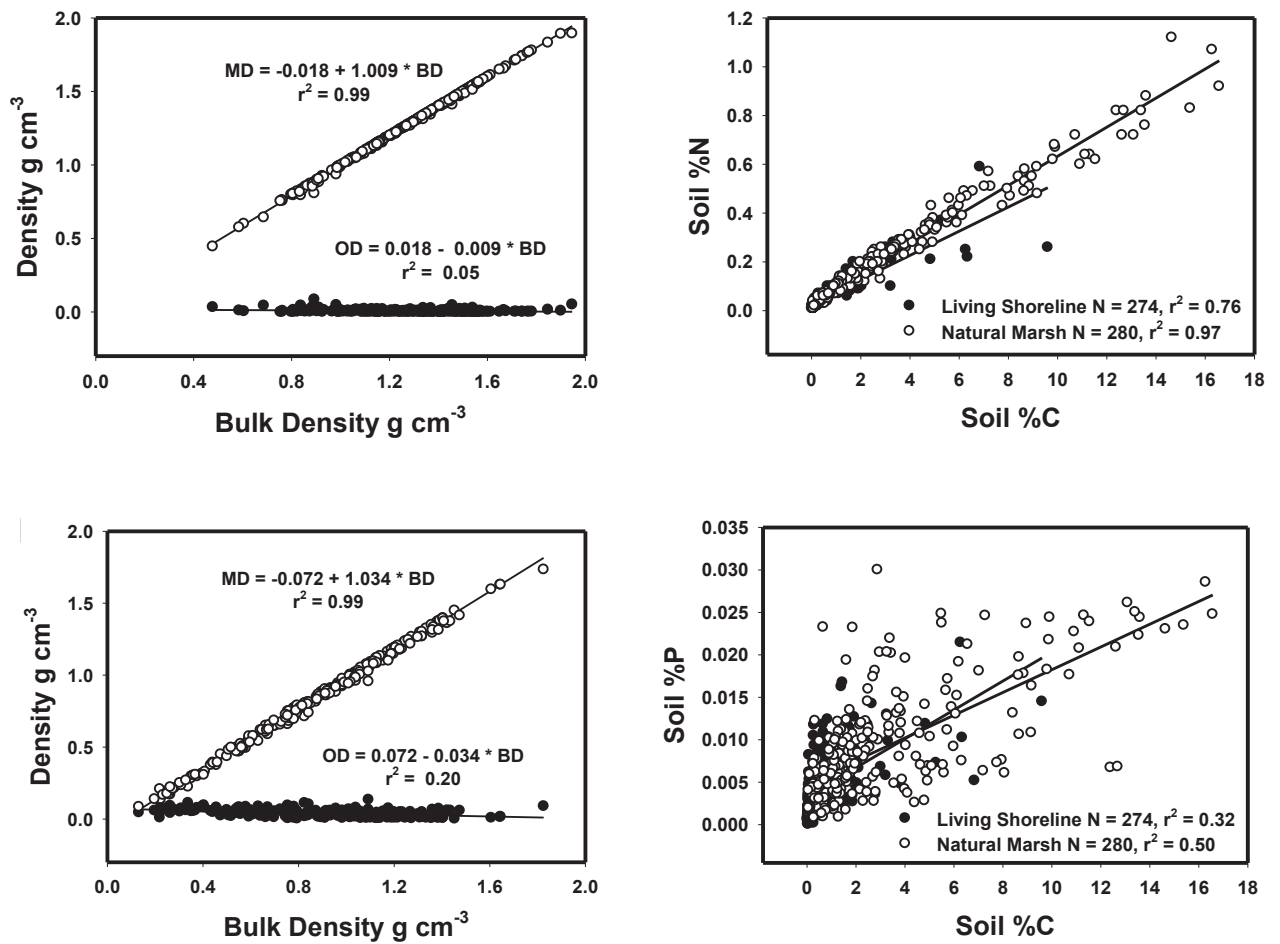 2.0
1.5
1.0
0.5
0.0
Density g cm-3
MD = -0.018 + 1.009 * BD
r2 = 0.99
OD = 0.018 - 0.009 * BD
r2 = 0.05
0.0 0.4 0.8 1.2 1.6 2.0
Bulk Density g cm-3
1.2
1.0
0.8
0.6
0.4
0.2
0.0
Soil %N
Living Shoreline N = 274, r2 = 0.76
Natural Marsh N = 280, r2 = 0.97
0 2 4 6 8 10 12 14 16 18
Soil %C
2.0
1.5
1.0
0.5
0.0
Density g cm-3
MD = -0.072 + 1.034 * BD
r2 = 0.99
OD = 0.072 - 0.034 * BD
r2 = 0.20
0.0 0.4 0.8 1.2 1.6 2.0
Bulk Density g cm-3
0.035
0.030
0.025
0.020
0.015
0.010
0.005
0.000
Soil %P
Living Shoreline N = 274, r2 = 0.32
Natural Marsh N = 280, r2 = 0.50
0 2 4 6 8 10 12 14 16 18
Soil %C